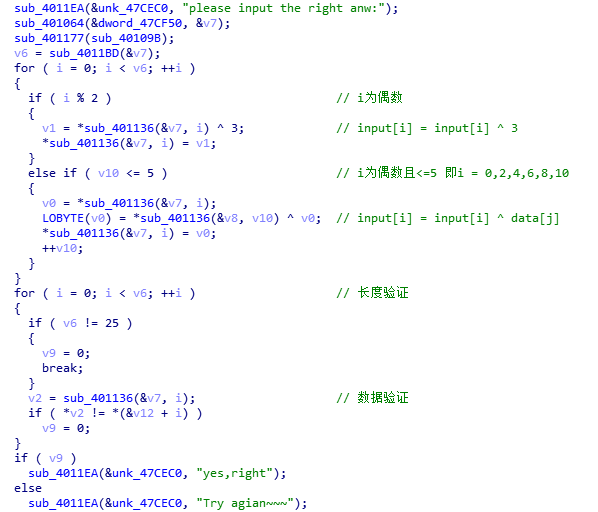 sub_4011EA(&unk_47CEC0, "please input the right anw:");
sub_401064(&dword_47CF50, &v7);
sub_401177(sub_40109B);
v6 = sub_4011BD(&v7);
for ( i = 0; i < v6; ++i )
{
if ( i % 2 ) // i为偶数
{
v1 = *sub_401136(&v7, i) ^ 3; // input[i] = input[i] ^ 3
*sub_401136(&v7, i) = v1;
}
else if ( v10 <= 5 ) // i为偶数且<=5 即i = 0,2,4,6,8,10
{
v0 = *sub_401136(&v7, i);
LOBYTE(v0) = *sub_401136(&v8, v10) ^ v0; // input[i] = input[i] ^ data[j]
*sub_401136(&v7, i) = v0;
++v10;
}
}
for ( i = 0; i < v6; ++i ) // 长度验证
{
if ( v6 != 25 )
{
v9 = 0;
break;
}
v2 = sub_401136(&v7, i); // 数据验证
if ( *v2 != *(&v12 + i) )
v9 = 0;
}
if ( v9 )
sub_4011EA(&unk_47CEC0, "yes,right");
else
sub_4011EA(&unk_47CEC0, "Try agian~~~");